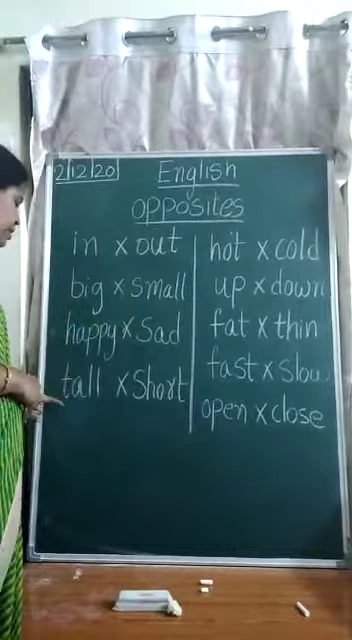 2/12/20
English
opposites
in x out
big x small
happy x Sad
tall x Short
hot x cold
up x down
fat x thin
fast x slow
open x close